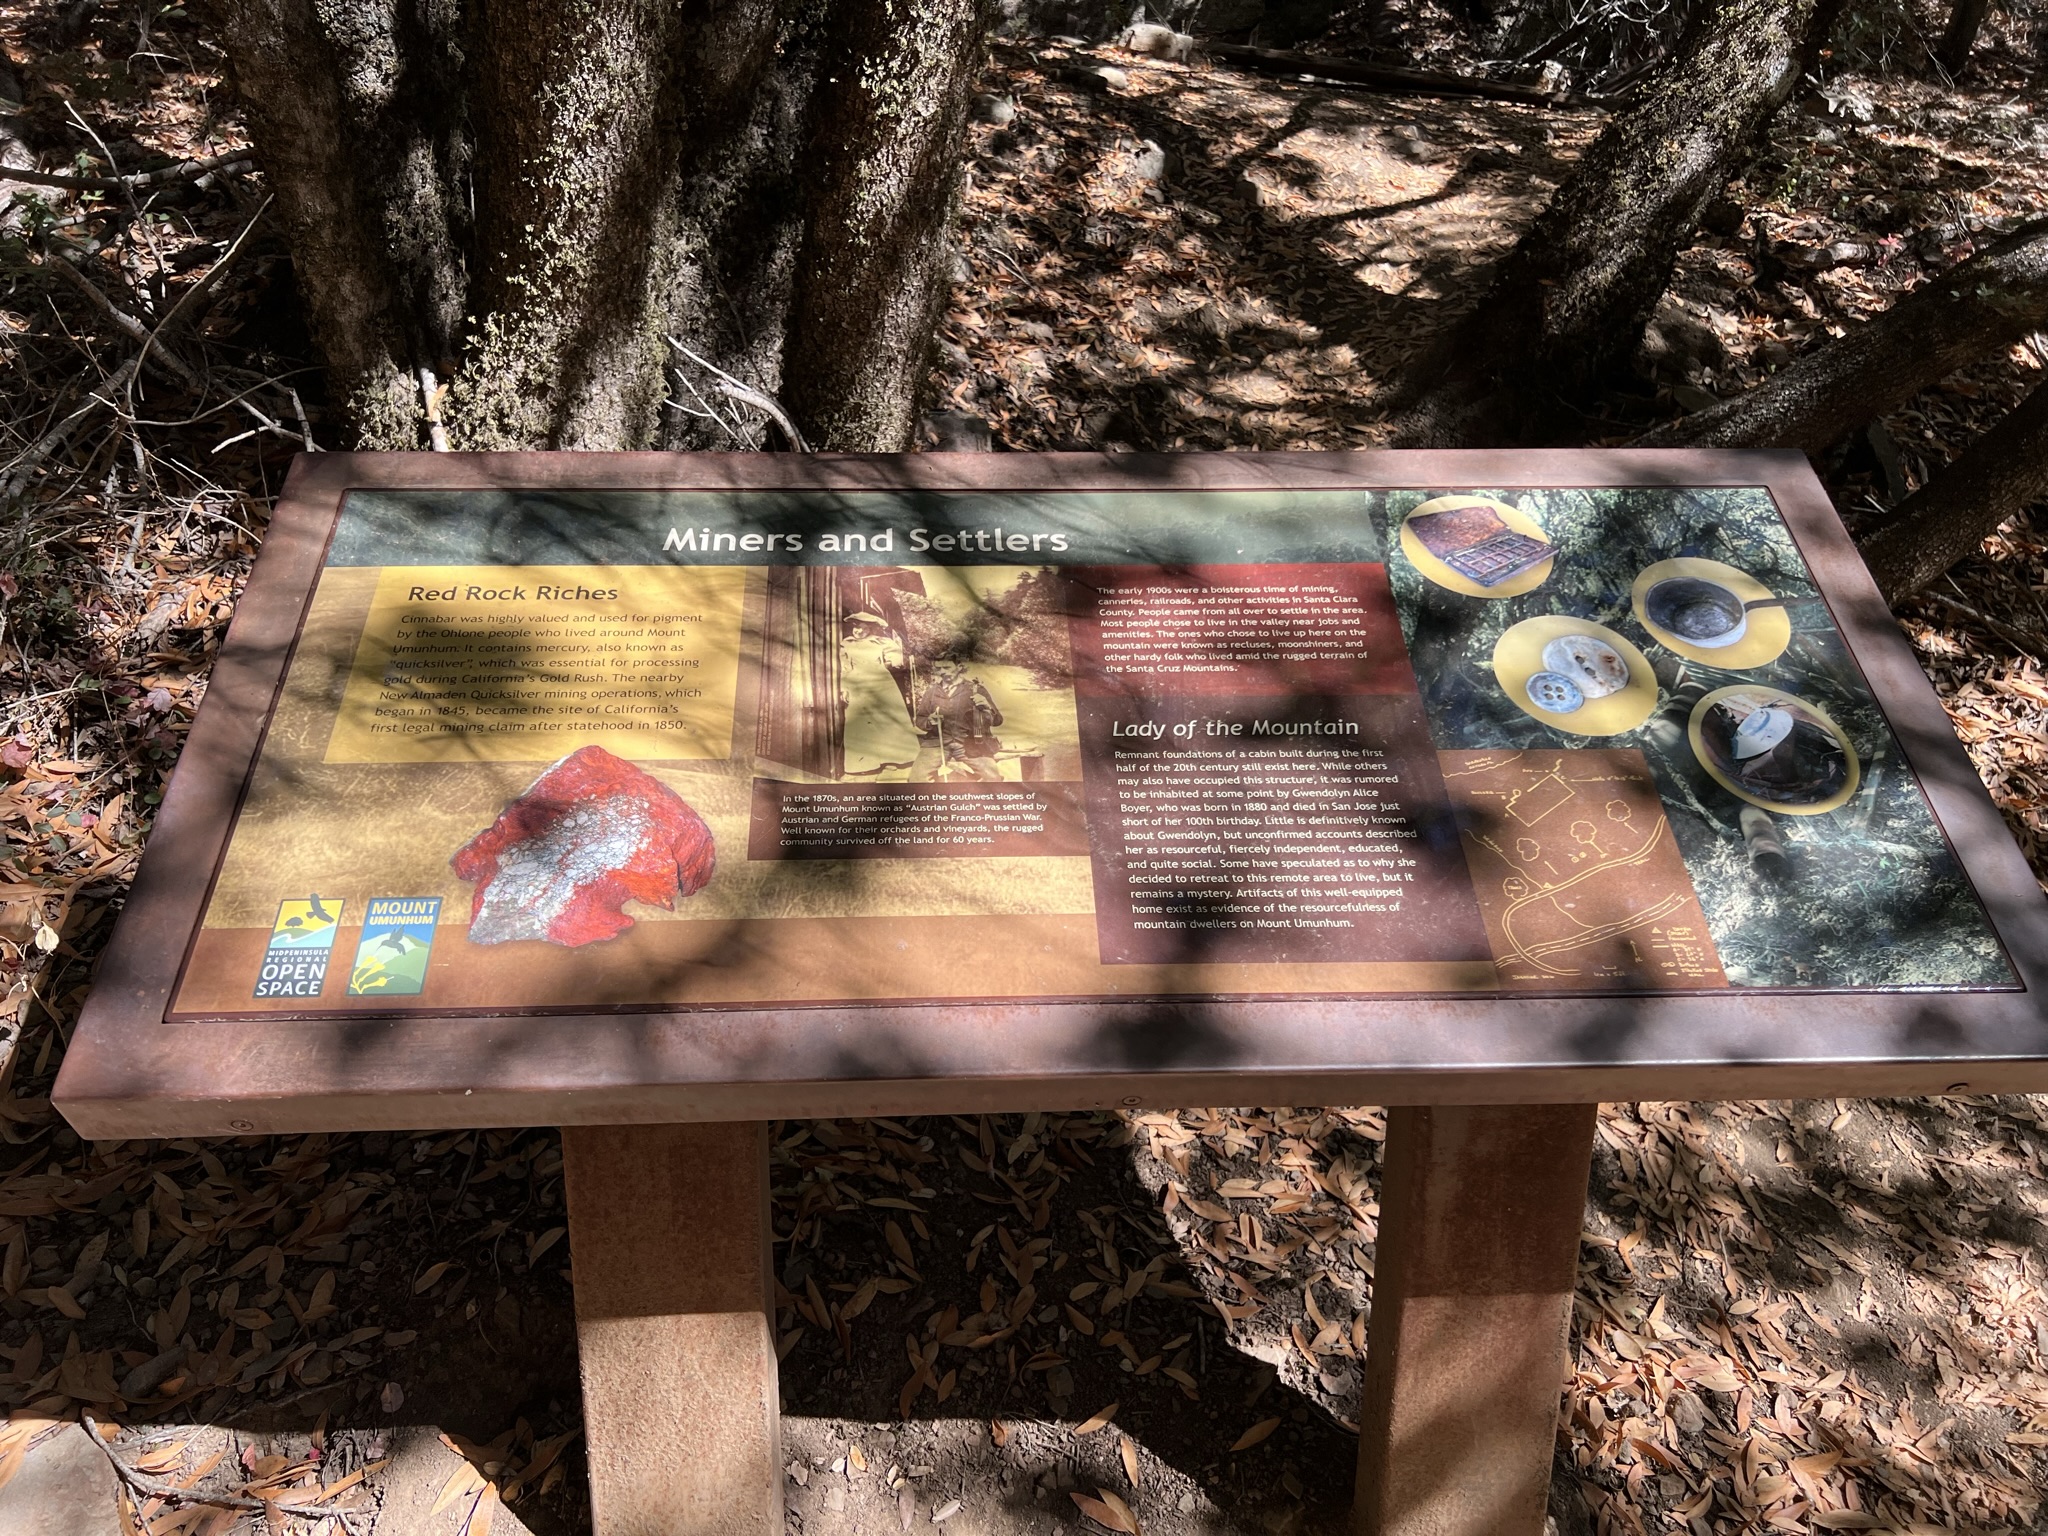 Miners and Settlers
Red Rock Riches
Cinnabar was highly valued and used for pigment
by the Ohlone people who lived around Mount
Umunhum. It contains mercury, also known as
"quicksilver", which was essential for processing
gold during California's Gold Rush. The nearby
New Almaden Quicksilver mining operations, which
began in 1845, became the site of California's
first legal mining claim after statehood in 1850.
In the 1870s, an area situated on the southwest slopes of
Mount Umunhum known as "Austrian Gulch" was settled by
Austrian and German refugees of the Franco-Prussian War.
Well known for their orchards and vineyards, the rugged
community survived off the land for 60 years.
The early 1900s were a boisterous time of mining,
canneries, railroads, and other activities in Santa Clara
County. People came from all over to settle in the area.
Most people chose to live in the valley near jobs and
amenities. The ones who chose to live up here on the
mountain were known as recluses, moonshiners, and
other hardy folk who lived amid the rugged terrain of
the Santa Cruz Mountains.
Lady of the Mountain
Remnant foundations of a cabin built during the first
half of the 20th century still exist here. While others
may also have occupied this structure, it was rumored
to be inhabited at some point by Gwendolyn Alice
Boyer, who was born in 1880 and died in San Jose just
short of her 100th birthday. Little is definitively known
about Gwendolyn, but unconfirmed accounts described
her as resourceful, fiercely independent, educated,
and quite social. Some have speculated as to why she
decided to retreat to this remote area to live, but it
remains a mystery. Artifacts of this well-equipped
home exist as evidence of the resourcefulness of
mountain dwellers on Mount Umunhum.
MIDPENINSULA
REGIONAL
OPEN
SPACE
MOUNT
UMUNHUM